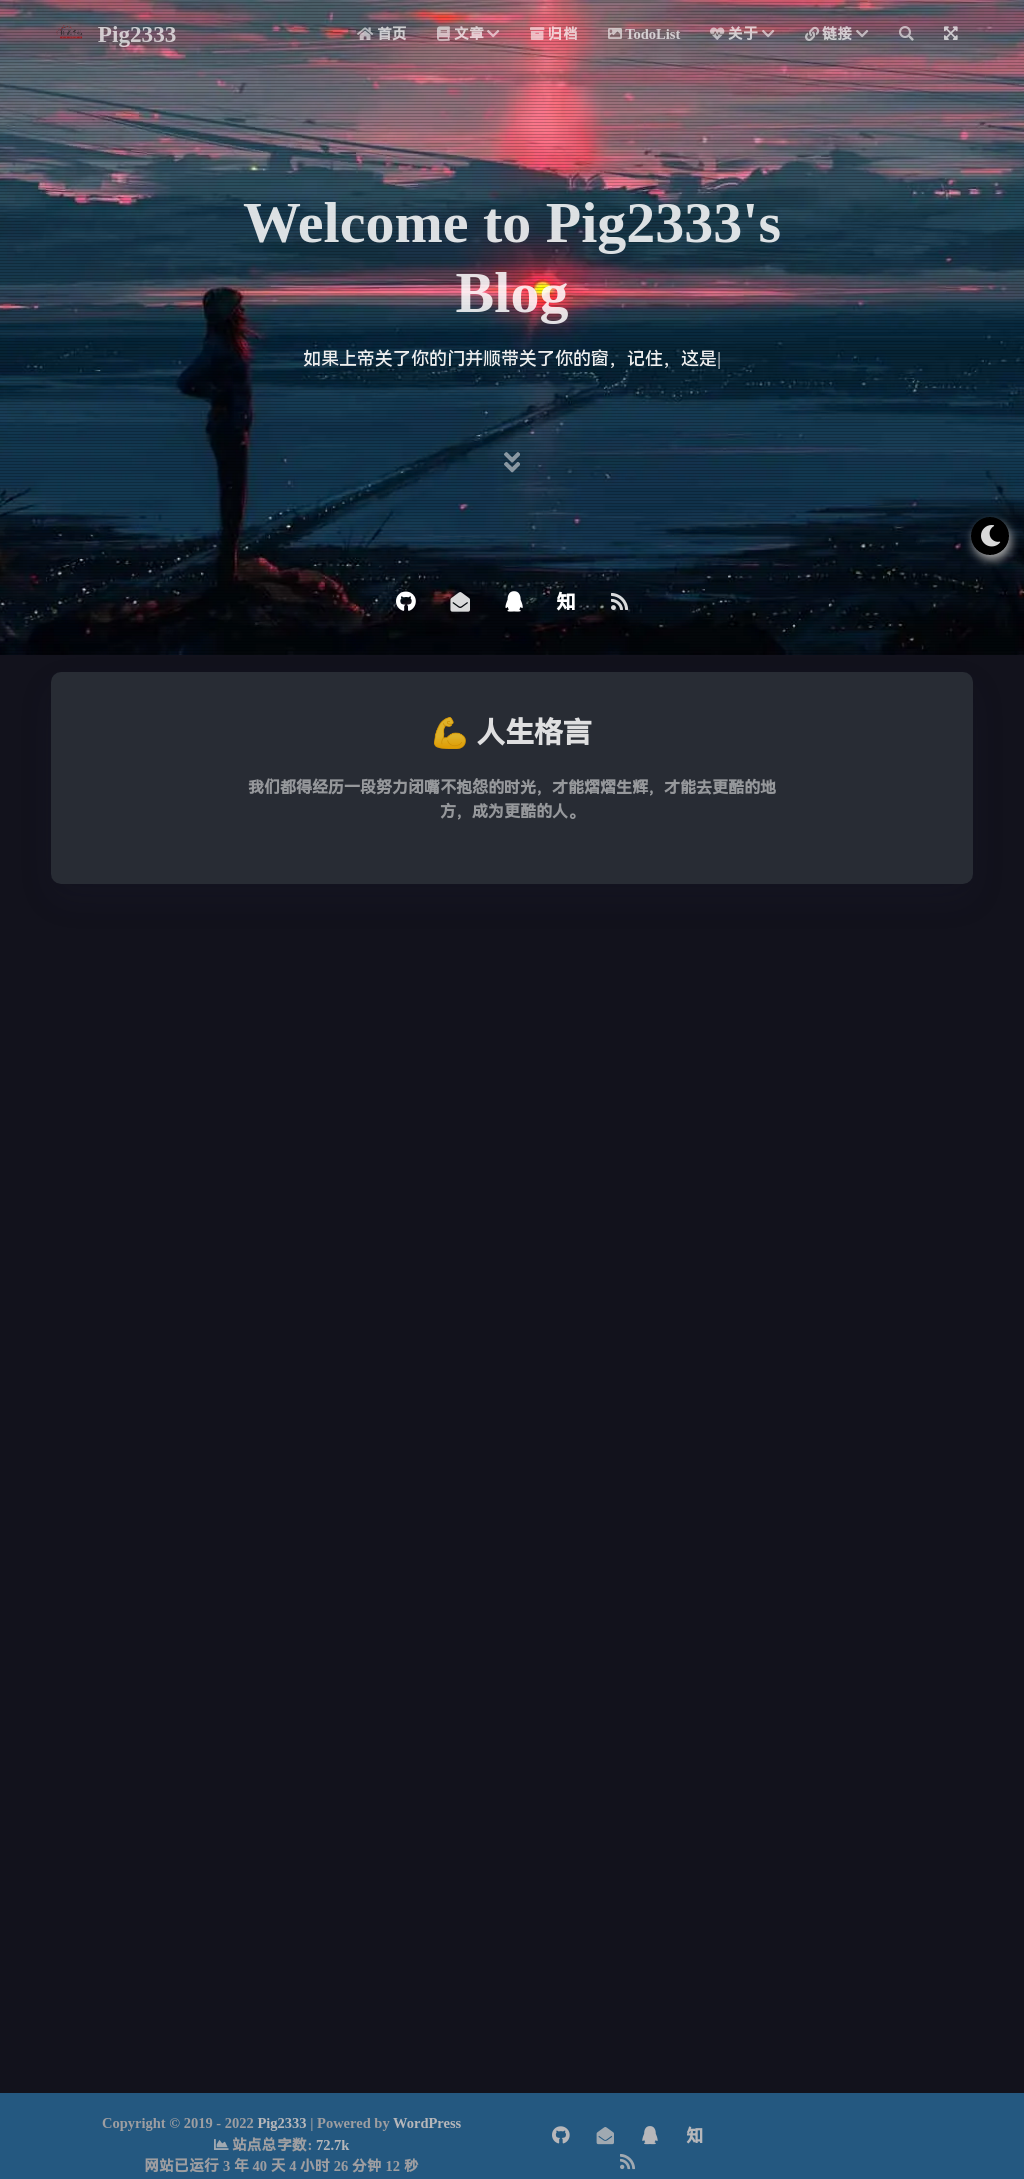 Pig2333
首页 文章 归档 TodoList 关于 链接
Welcome to Pig2333's
Blog
如果上帝关了你的门并顺带关了你的窗，记住，这是|
知
💪 人生格言
我们都得经历一段努力闭嘴不抱怨的时光，才能熠熠生辉，才能去更酷的地
方，成为更酷的人。
Copyright © 2019 - 2022 Pig2333 | Powered by WordPress
站点总字数: 72.7k
网站已运行 3 年 40 天 4 小时 26 分钟 12 秒
知